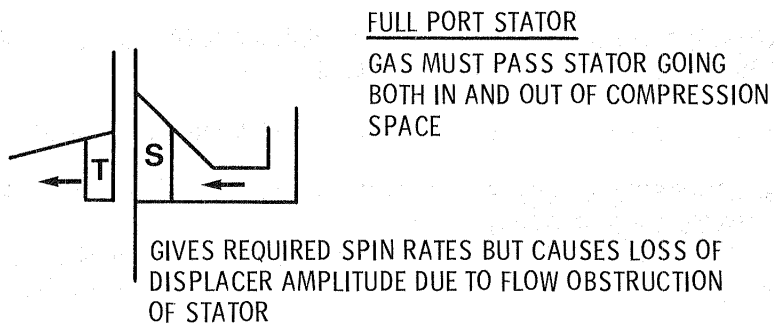 FULL PORT STATOR
GAS MUST PASS STATOR GOING
BOTH IN AND OUT OF COMPRESSION
SPACE
T
S
GIVES REQUIRED SPIN RATES BUT CAUSES LOSS OF
DISPLACER AMPLITUDE DUE TO FLOW OBSTRUCTION
OF STATOR